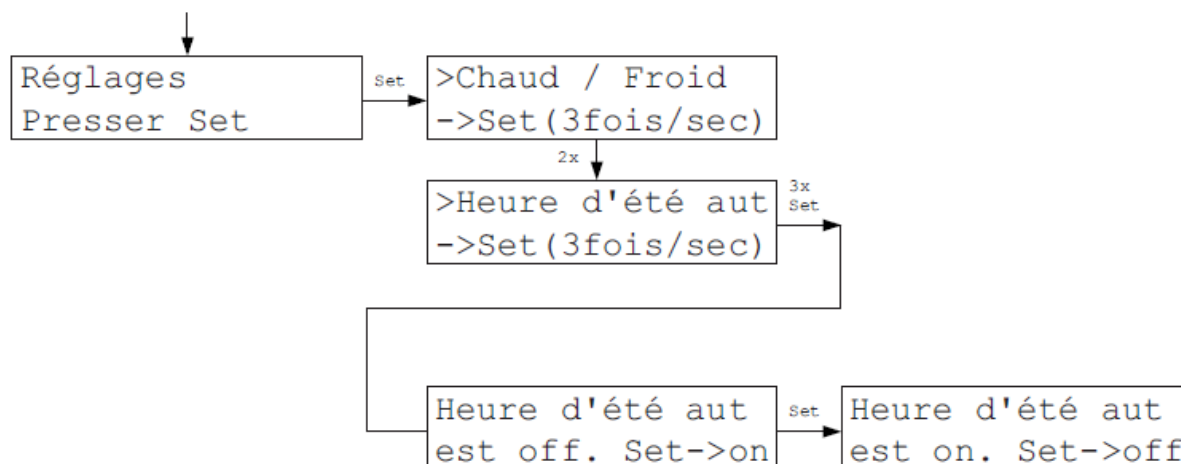 Réglages
Presser Set
Set
>Chaud / Froid
->Set(3fois/sec)
2x
>Heure d'été aut
->Set(3fois/sec)
3x
Set
Heure d'été aut
est off. Set->on
Set
Heure d'été aut
est on. Set->off